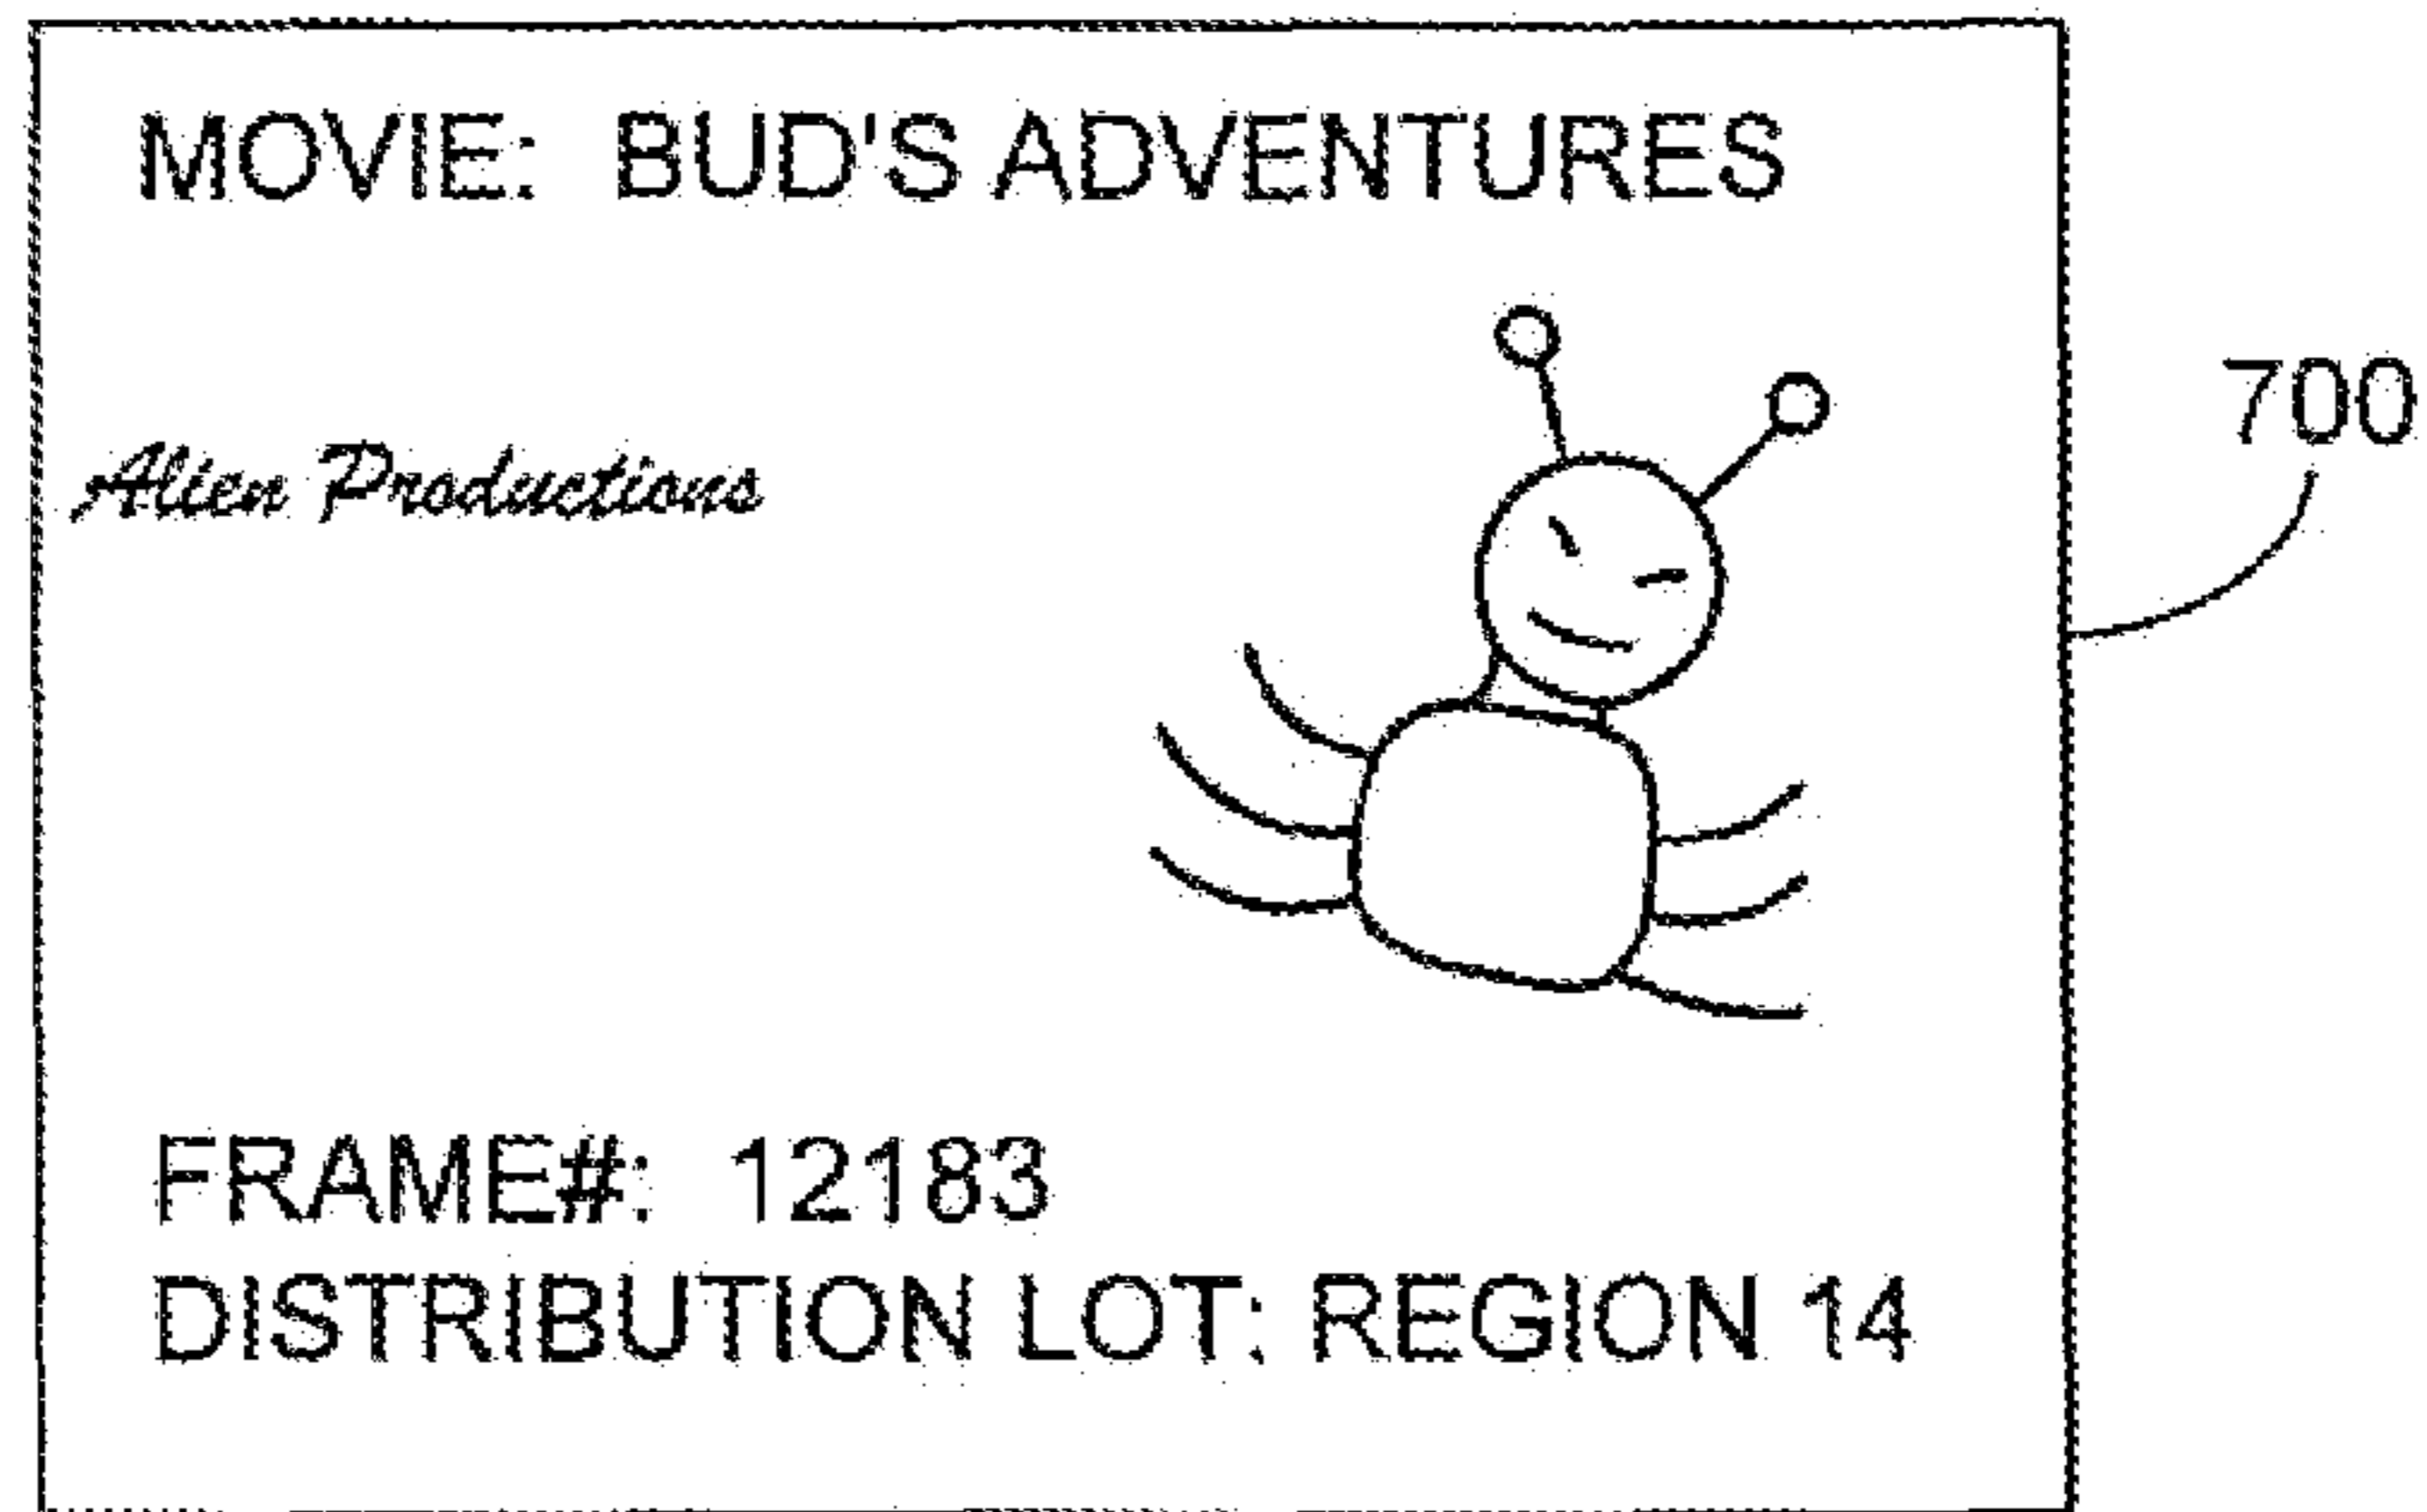 MOVIE: BUD'S ADVENTURES
700
Alien Productions
FRAME#: 12183
DISTRIBUTION LOT: REGION 14